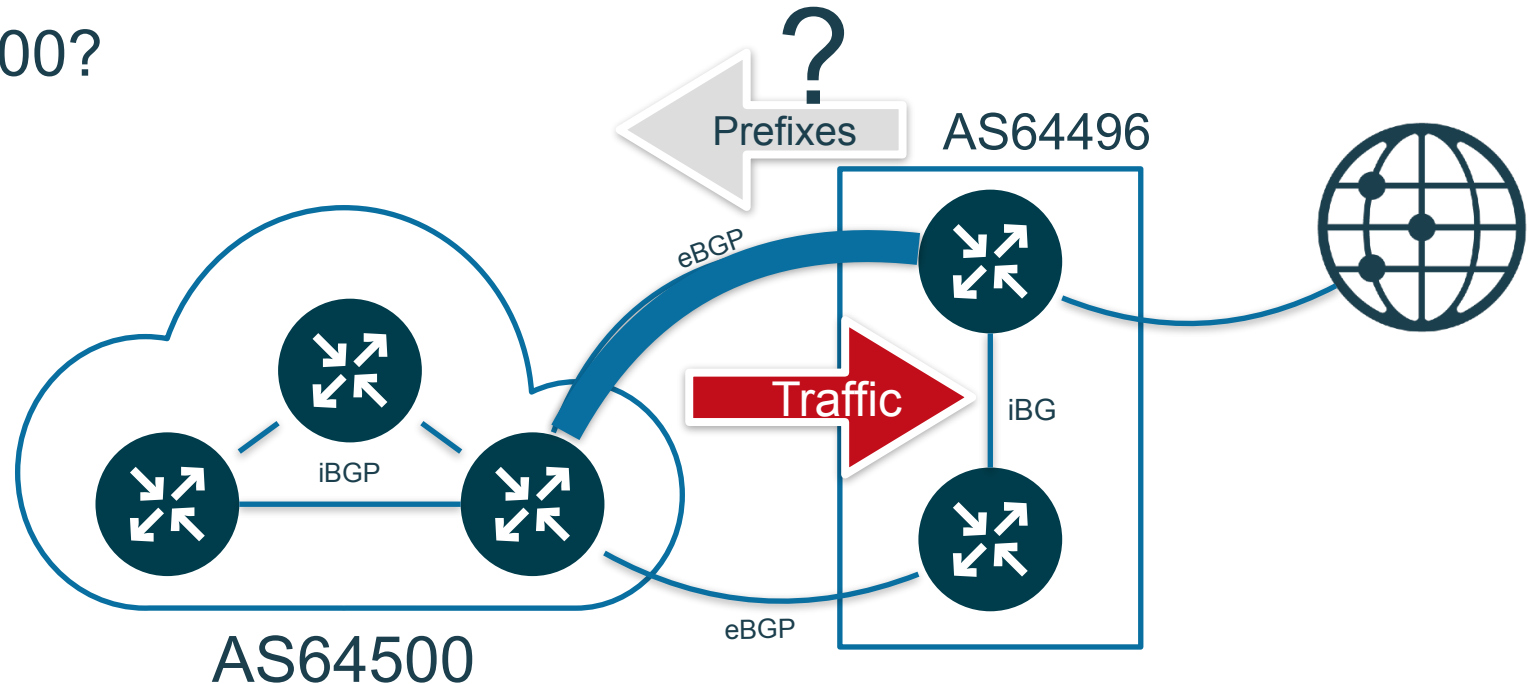 00?
?
Prefixes
AS64496
eBGP
Traffic
iBG
iBGP
eBGP
AS64500